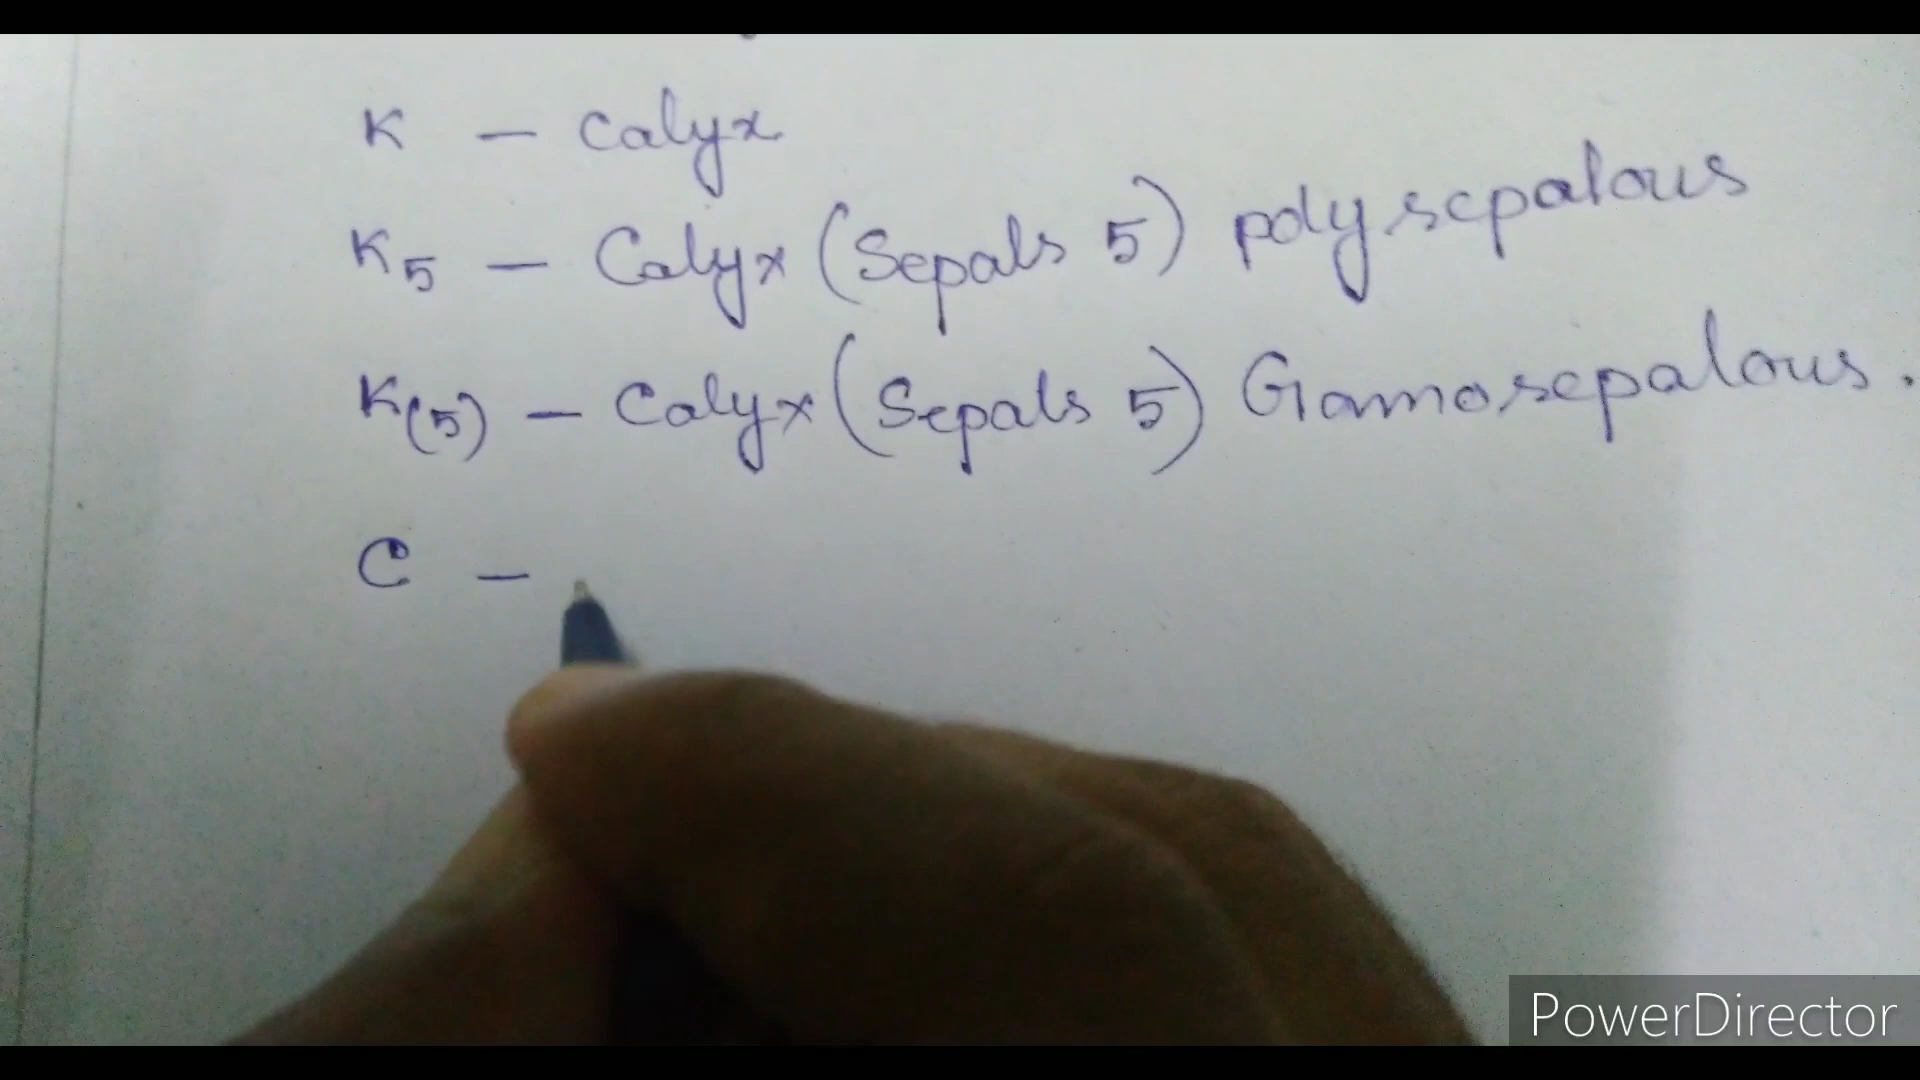 K - Calyx
K5 - Calyx (Sepals 5) polysepalous
K(5) - Calyx (Sepals 5) Gamosepalous.
C -
PowerDirector